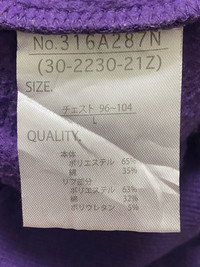 No.316A287N
(30-2230-21Z)
SIZE.
チェスト 96~104
L
QUALITY.
本体
ポリエステル 65%
綿 35%
リブ部分
ポリエステル 63%
綿 32%
ポリウレタン 5%